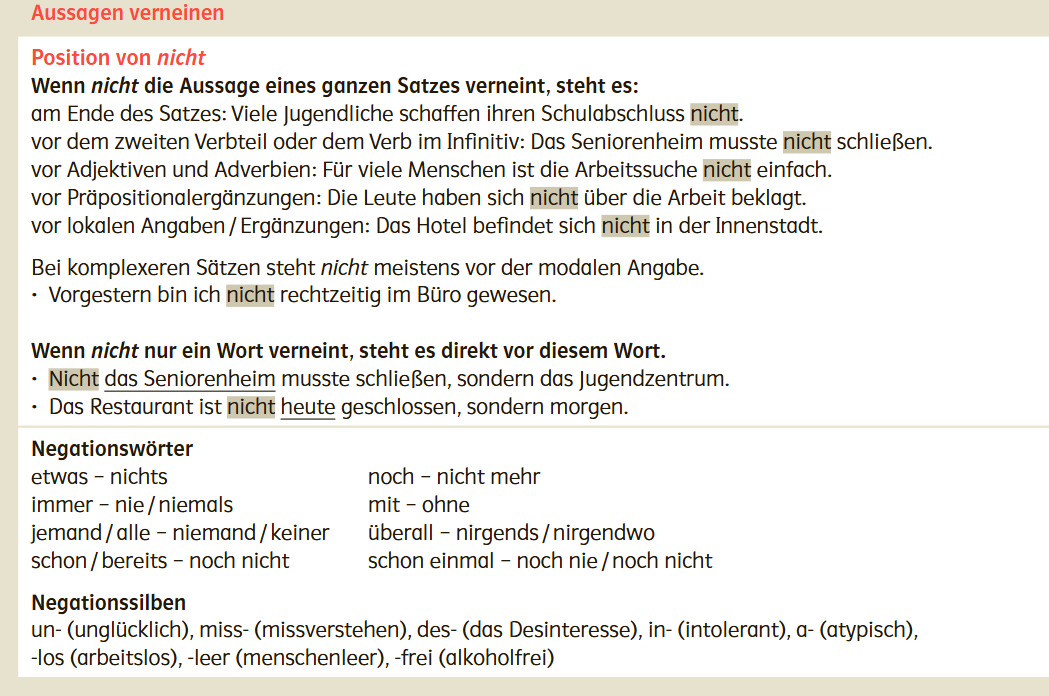 Aussagen verneinen
Position von nicht
Wenn nicht die Aussage eines ganzen Satzes verneint, steht es:
am Ende des Satzes: Viele Jugendliche schaffen ihren Schulabschluss nicht.
vor dem zweiten Verbteil oder dem Verb im Infinitiv: Das Seniorenheim musste nicht schließen.
vor Adjektiven und Adverbien: Für viele Menschen ist die Arbeitssuche nicht einfach.
vor Präpositionalergänzungen: Die Leute haben sich nicht über die Arbeit beklagt.
vor lokalen Angaben / Ergänzungen: Das Hotel befindet sich nicht in der Innenstadt.
Bei komplexeren Sätzen steht nicht meistens vor der modalen Angabe.
• Vorgestern bin ich nicht rechtzeitig im Büro gewesen.
Wenn nicht nur ein Wort verneint, steht es direkt vor diesem Wort.
• Nicht das Seniorenheim musste schließen, sondern das Jugendzentrum.
• Das Restaurant ist nicht heute geschlossen, sondern morgen.
Negationswörter
etwas – nichts
immer – nie / niemals
jemand / alle – niemand / keiner
schon / bereits – noch nicht
noch – nicht mehr
mit – ohne
überall – nirgends / nirgendwo
schon einmal – noch nie / noch nicht
Negationssilben
un- (unglücklich), miss- (missverstehen), des- (das Desinteresse), in- (intolerant), a- (atypisch),
-los (arbeitslos), -leer (menschenleer), -frei (alkoholfrei)